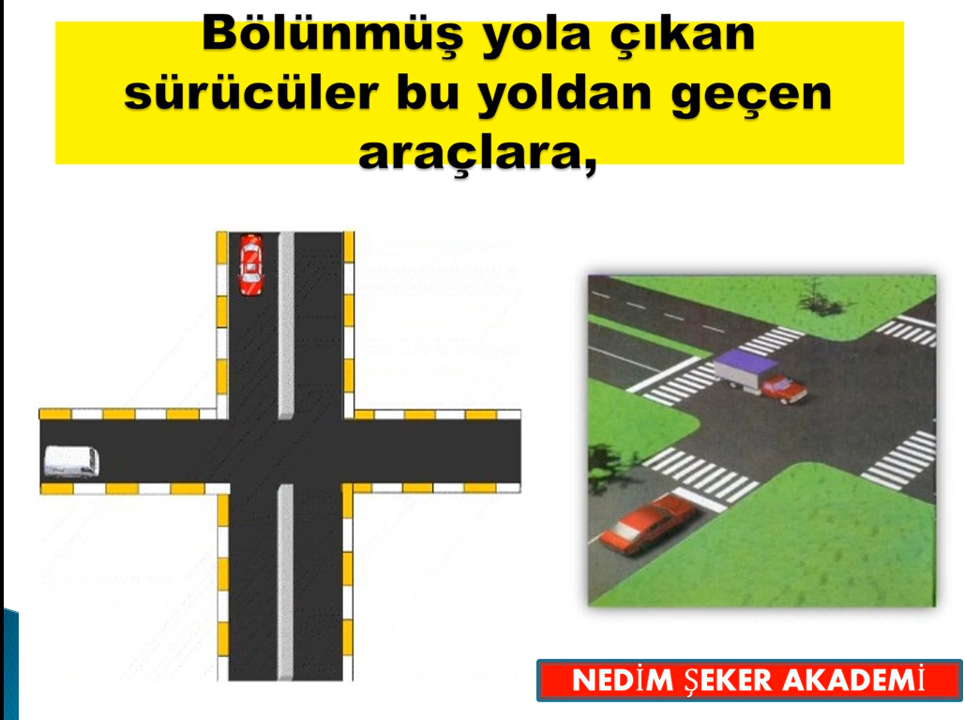 Bölünmüş yola çıkan
sürücüler bu yoldan geçen
araçlara,
NEDİM ŞEKER AKADEMİ